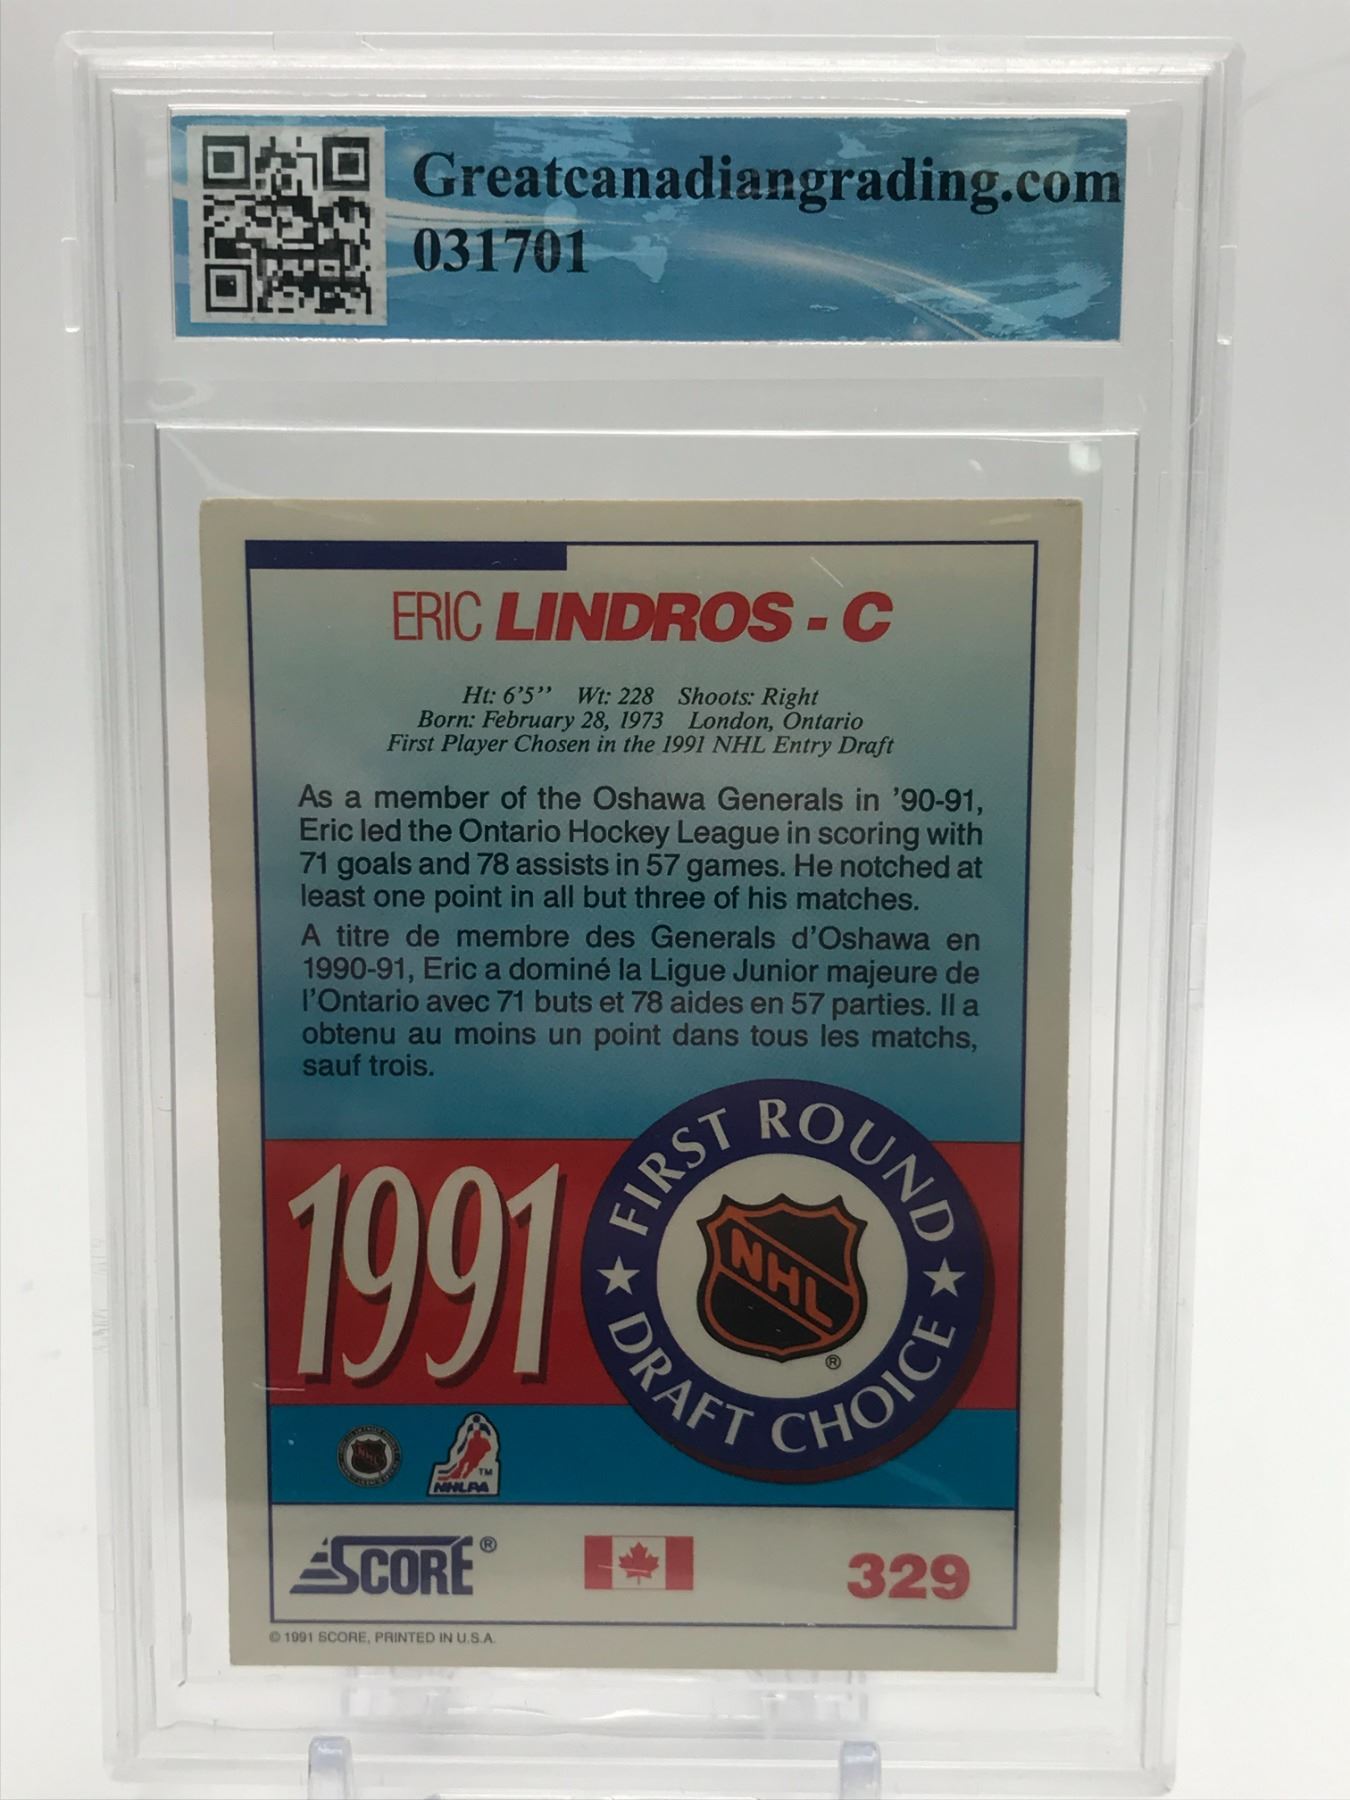 Greatcanadiangrading.com
031701
ERIC LINDROS - C
Ht: 6'5'' Wt: 228 Shoots: Right
Born: February 28, 1973 London, Ontario
First Player Chosen in the 1991 NHL Entry Draft
As a member of the Oshawa Generals in '90-91,
Eric led the Ontario Hockey League in scoring with
71 goals and 78 assists in 57 games. He notched at
least one point in all but three of his matches.
A titre de membre des Generals d'Oshawa en
1990-91, Eric a dominé la Ligue Junior majeure de
l'Ontario avec 71 buts et 78 aides en 57 parties. Il a
obtenu au moins un point dans tous les matchs,
sauf trois.
1991
FIRST ROUND
NHL
®
DRAFT CHOICE
NHL
TM
NHLPA
SCORE®
329
© 1991 SCORE, PRINTED IN U.S.A.